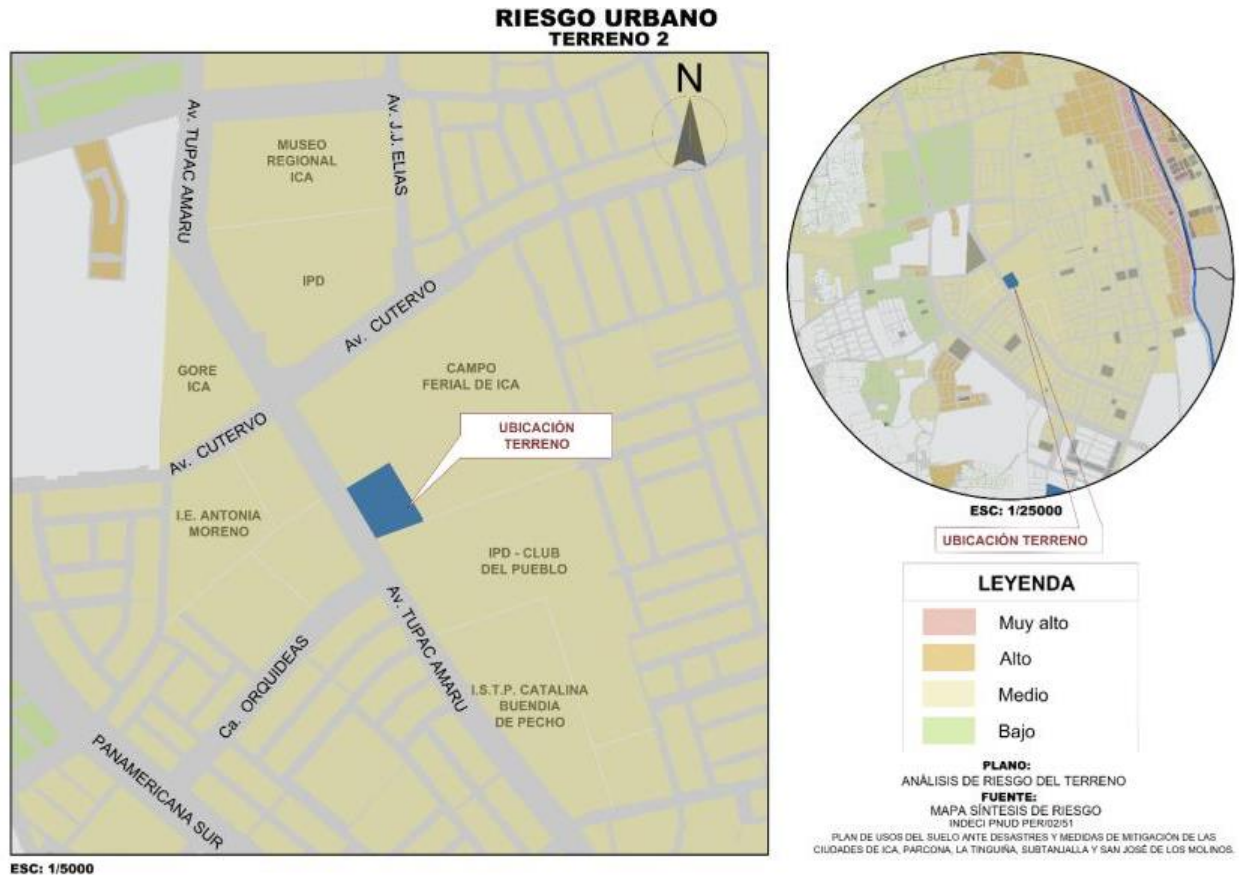 RIESGO URBANO
TERRENO 2
N
Av. TUPAC AMARU
MUSEO
REGIONAL
ICA
Av. J.J. ELIAS
IPD
Av. CUTERVO
GORE
ICA
CAMPO
FERIAL DE ICA
UBICACIÓN
TERRENO
Av. CUTERVO
I.E. ANTONIA
MORENO
IPD - CLUB
DEL PUEBLO
Av. TUPAC AMARU
Ca. ORQUIDEAS
I.S.T.P. CATALINA
BUENDIA
DE PECHO
PANAMERICANA SUR
ESC: 1/5000
ESC: 1/25000
UBICACIÓN TERRENO
LEYENDA
Muy alto
Alto
Medio
Bajo
PLANO:
ANÁLISIS DE RIESGO DEL TERRENO
FUENTE:
MAPA SÍNTESIS DE RIESGO
INDECI PNUD PER/02/51
PLAN DE USOS DEL SUELO ANTE DESASTRES Y MEDIDAS DE MITIGACIÓN DE LAS
CIUDADES DE ICA, PARCONA, LA TINGUIÑA, SUBTANJALLA Y SAN JOSÉ DE LOS MOLINOS.